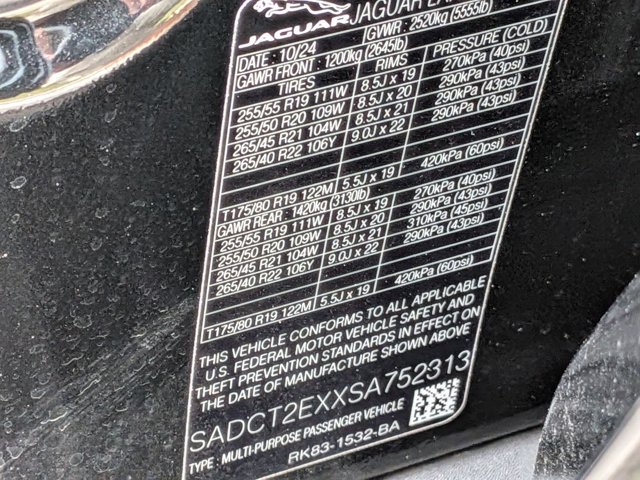 JAGUAR
JAGUAR
DATE: 10/24 GVWR: 2520kg (5555lb)
GAWR FRONT: 1200kg (2645lb)
TIRES RIMS PRESSURE (COLD)
255/55 R19 111W 8.5J x 19 270kPa (40psi)
255/50 R20 109W 8.5J x 20 290kPa (43psi)
265/45 R21 104W 8.5J x 21 290kPa (43psi)
265/40 R22 106Y 9.0J x 22 290kPa (43psi)
T175/80 R19 122M 5.5J x 19 420kPa (60psi)
GAWR REAR: 1420kg (3130lb)
255/55 R19 111W 8.5J x 19 270kPa (40psi)
255/50 R20 109W 8.5J x 20 290kPa (43psi)
265/45 R21 104W 8.5J x 21 310kPa (45psi)
265/40 R22 106Y 9.0J x 22 290kPa (43psi)
T175/80 R19 122M 5.5J x 19 420kPa (60psi)
THIS VEHICLE CONFORMS TO ALL APPLICABLE
U.S. FEDERAL MOTOR VEHICLE SAFETY AND
THEFT PREVENTION STANDARDS IN EFFECT ON
THE DATE OF MANUFACTURE SHOWN ABOVE
SADCT2EXXSA752313
TYPE: MULTI-PURPOSE PASSENGER VEHICLE
RK83-1532-BA